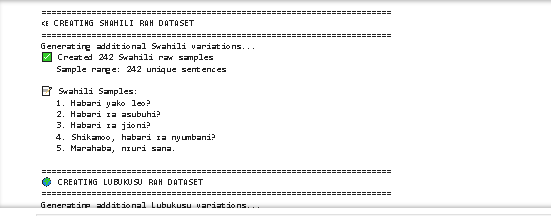 ======================================================================
KE CREATING SWAHILI RAW DATASET
======================================================================
Generating additional Swahili variations...
✅ Created 242 Swahili raw samples
Sample range: 242 unique sentences
📝 Swahili Samples:
1. Habari yako leo?
2. Habari za asubuhi?
3. Habari za jioni?
4. Shikamoo, habari za nyumbani?
5. Marahaba, nzuri sana.
======================================================================
🌍 CREATING LUBUKUSU RAW DATASET
======================================================================
Generating additional Lubukusu variations...